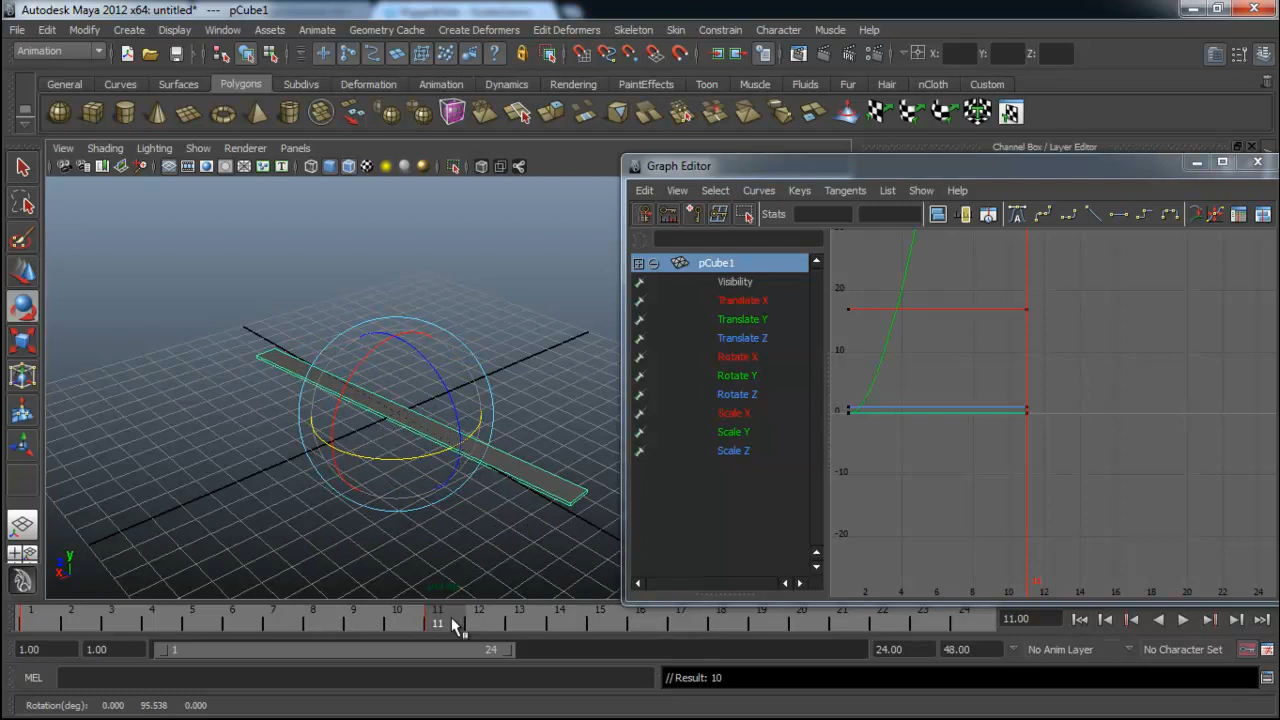 Autodesk Maya 2012 x64: untitled* --- pCube1
File Edit Modify Create Display Window Assets Animate Geometry Cache Create Deformers Edit Deformers Skeleton Skin Constrain Character Muscle Help
Animation X: Y: Z:
General Curves Surfaces Polygons Subdivs Deformation Animation Dynamics Rendering PaintEffects Toon Muscle Fluids Fur Hair nCloth Custom
View Shading Lighting Show Renderer Panels
Channel Box / Layer Editor
Graph Editor
Edit View Select Curves Keys Tangents List Show Help
Stats
pCube1
Visibility
Translate X
Translate Y
Translate Z
Rotate X
Rotate Y
Rotate Z
Scale X
Scale Y
Scale Z
20
10
0
-10
-20
11
2 4 6 8 10 12 14 16 18 20 22 24
y
z
x
persp
1 2 3 4 5 6 7 8 9 10 11 12 13 14 15 16 17 18 19 20 21 22 23 24
11
11.00
1.00 1.00 1 24 24.00 48.00 No Anim Layer No Character Set
MEL // Result: 10
Rotation(deg): 0.000 95.538 0.000